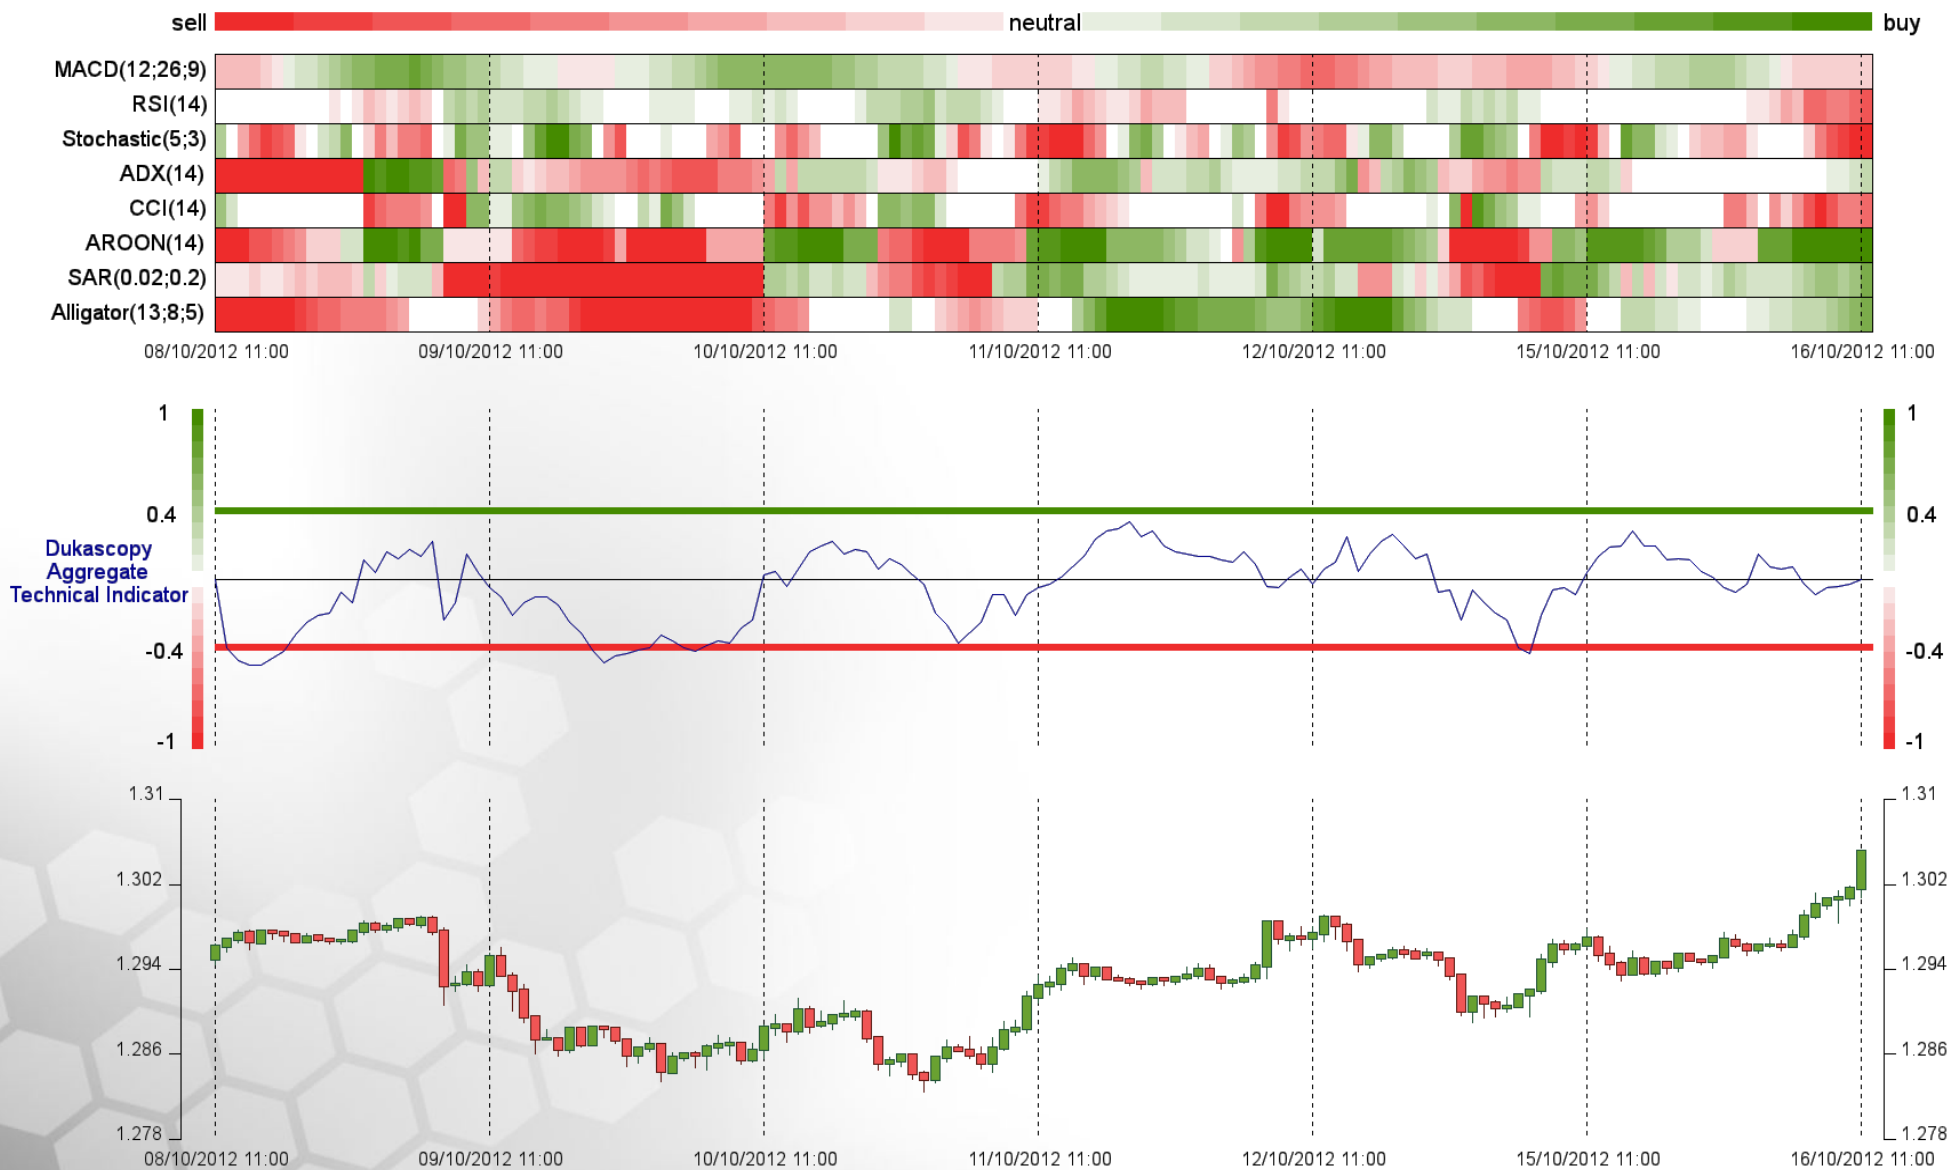 sell neutral buy
MACD(12;26;9)
RSI(14)
Stochastic(5;3)
ADX(14)
CCI(14)
AROON(14)
SAR(0.02;0.2)
Alligator(13;8;5)
08/10/2012 11:00 09/10/2012 11:00 10/10/2012 11:00 11/10/2012 11:00 12/10/2012 11:00 15/10/2012 11:00 16/10/2012 11:00
1 1
0.4 0.4
Dukascopy
Aggregate
Technical Indicator
-0.4 -0.4
-1 -1
1.31 1.31
1.302 1.302
1.294 1.294
1.286 1.286
1.278 1.278
08/10/2012 11:00 09/10/2012 11:00 10/10/2012 11:00 11/10/2012 11:00 12/10/2012 11:00 15/10/2012 11:00 16/10/2012 11:00